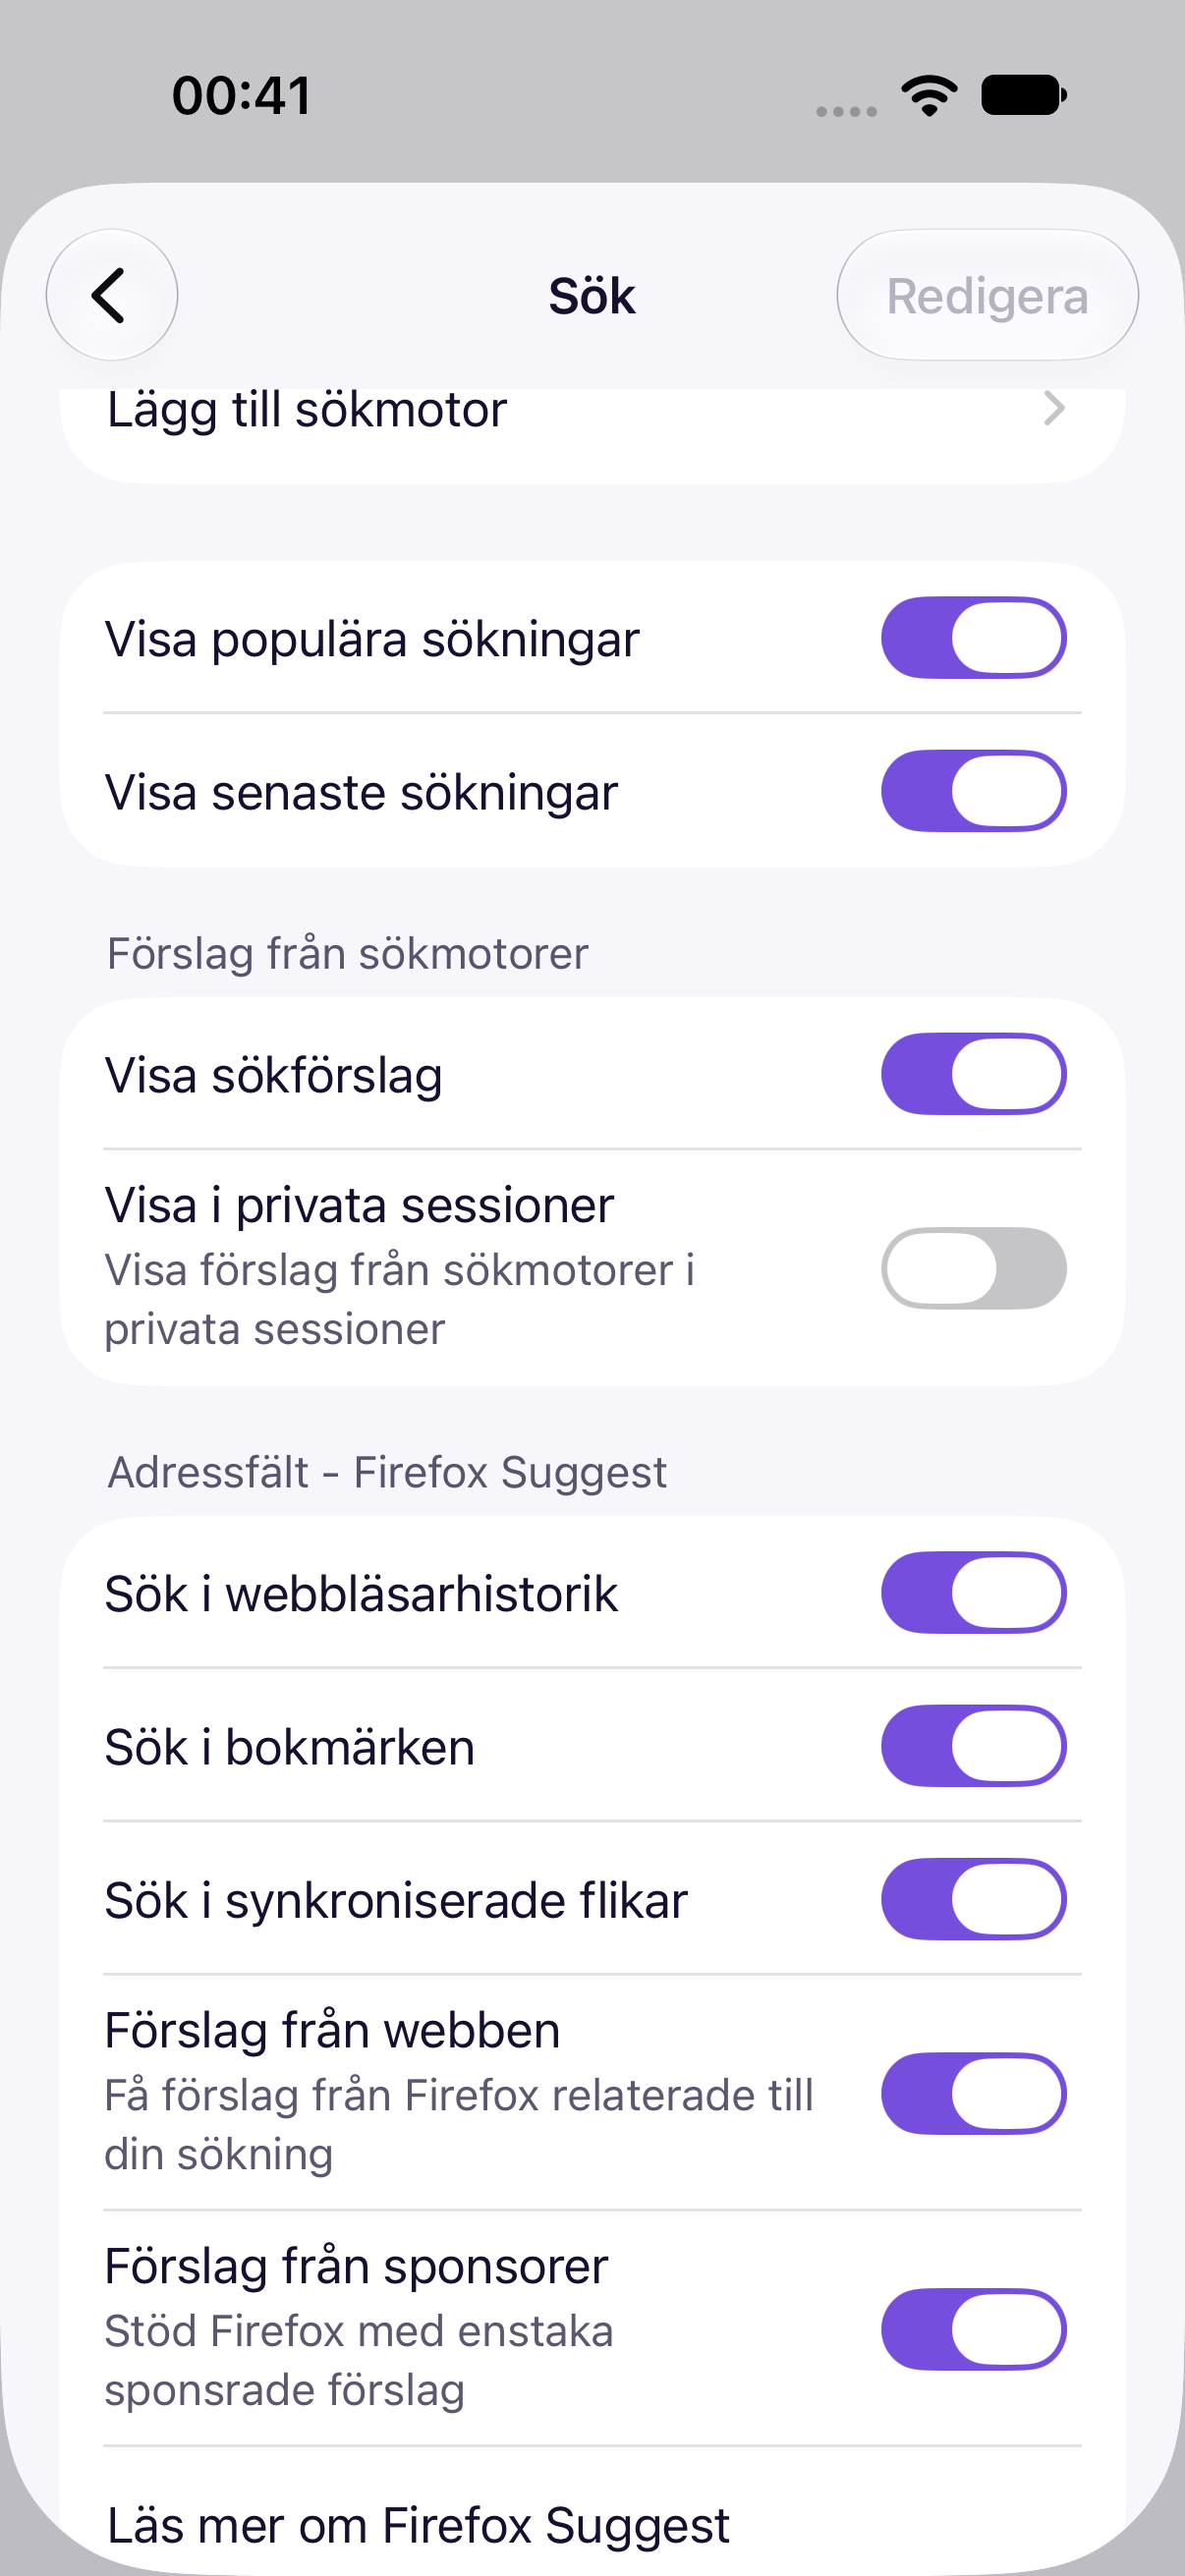 00:41
Sök
Redigera
Lägg till sökmotor
Visa populära sökningar
Visa senaste sökningar
Förslag från sökmotorer
Visa sökförslag
Visa i privata sessioner
Visa förslag från sökmotorer i
privata sessioner
Adressfält - Firefox Suggest
Sök i webbläsarhistorik
Sök i bokmärken
Sök i synkroniserade flikar
Förslag från webben
Få förslag från Firefox relaterade till
din sökning
Förslag från sponsorer
Stöd Firefox med enstaka
sponsrade förslag
Läs mer om Firefox Suggest